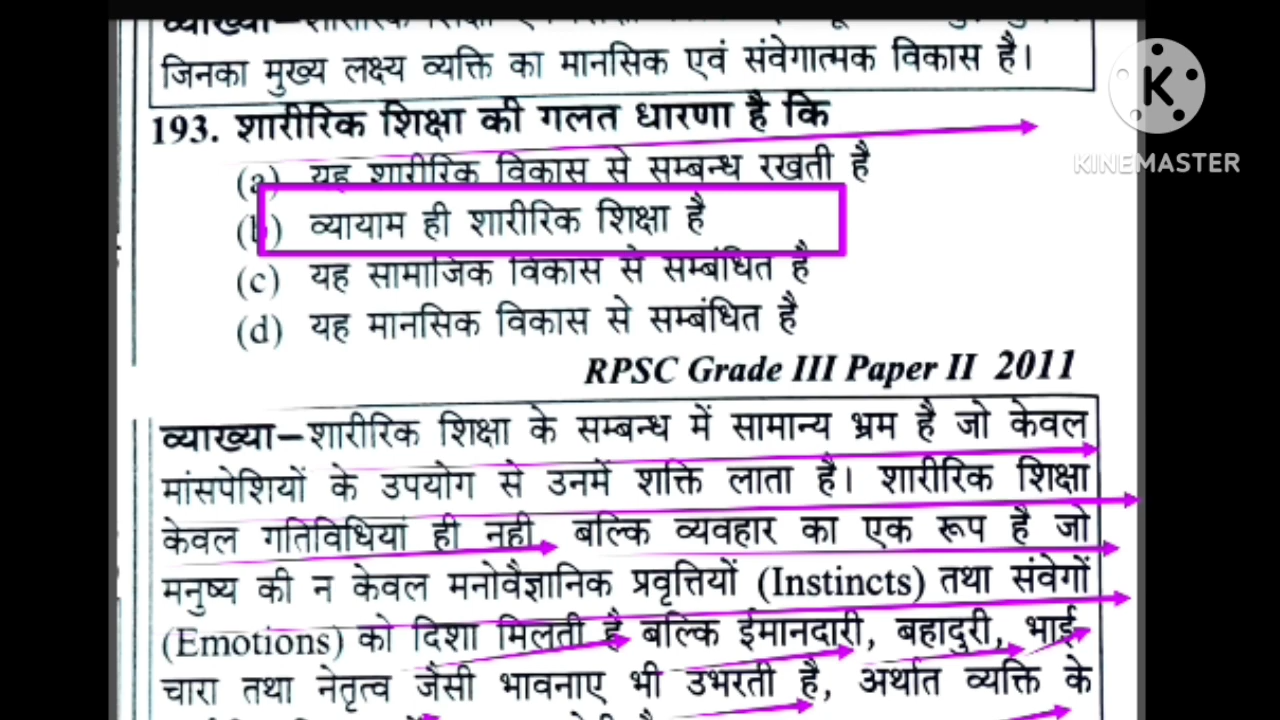 व्याख्या–शारीरिक शिक्षा
जिनका मुख्य लक्ष्य व्यक्ति का मानसिक एवं संवेगात्मक विकास है।
193. शारीरिक शिक्षा की गलत धारणा है कि
(a) यह शारीरिक विकास से सम्बन्ध रखती है
(b) व्यायाम ही शारीरिक शिक्षा है
(c) यह सामाजिक विकास से सम्बंधित है
(d) यह मानसिक विकास से सम्बंधित है
RPSC Grade III Paper II 2011
व्याख्या–शारीरिक शिक्षा के सम्बन्ध में सामान्य भ्रम है जो केवल
मांसपेशियों के उपयोग से उनमें शक्ति लाता है। शारीरिक शिक्षा
केवल गतिविधियां ही नही बल्कि व्यवहार का एक रूप है जो
मनुष्य की न केवल मनोवैज्ञानिक प्रवृत्तियों (Instincts) तथा संवेगों
(Emotions) को दिशा मिलती है बल्कि ईमानदारी, बहादुरी, भाई-
चारा तथा नेतृत्व जैसी भावनाए भी उभरती है, अर्थात व्यक्ति के
K
KINEMASTER